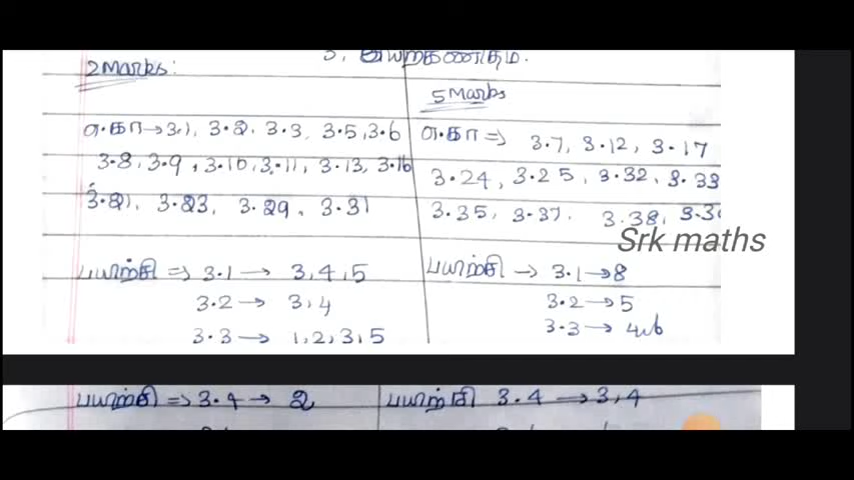 3. இயற்கணிதம்.
2 Marks:
5 Marks
எ.கா → 3.1, 3.2, 3.3, 3.5, 3.6
3.8, 3.9, 3.10, 3.11, 3.13, 3.16
3.21, 3.23, 3.29, 3.31
எ.கா ⇒ 3.7, 3.12, 3.17
3.24, 3.25, 3.32, 3.33
3.35, 3.37, 3.38,
Srk maths
பயிற்சி ⇒ 3.1 → 3,4,5
3.2 → 3,4
3.3 → 1,2,3,5
பயிற்சி → 3.1 → 8
3.2 → 5
3.3 → 4,6
பயிற்சி ⇒ 3.4 → 2
பயிற்சி 3.4 → 3,4